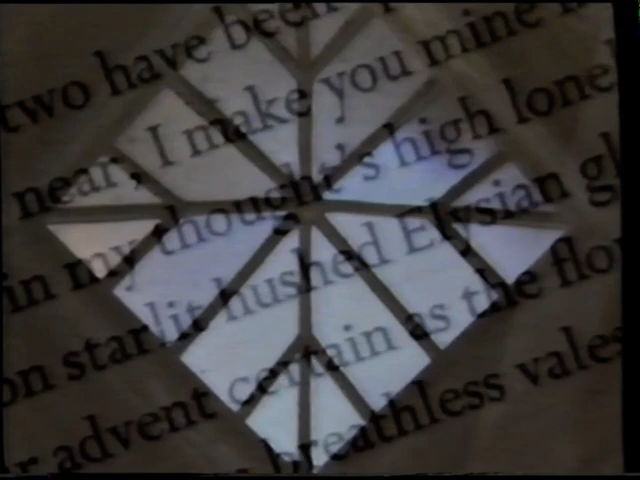 two have been
near, I make you mine
in my thought's high lone
on starlit hushed Elysian gl
r advent certain as the flo
breathless vales